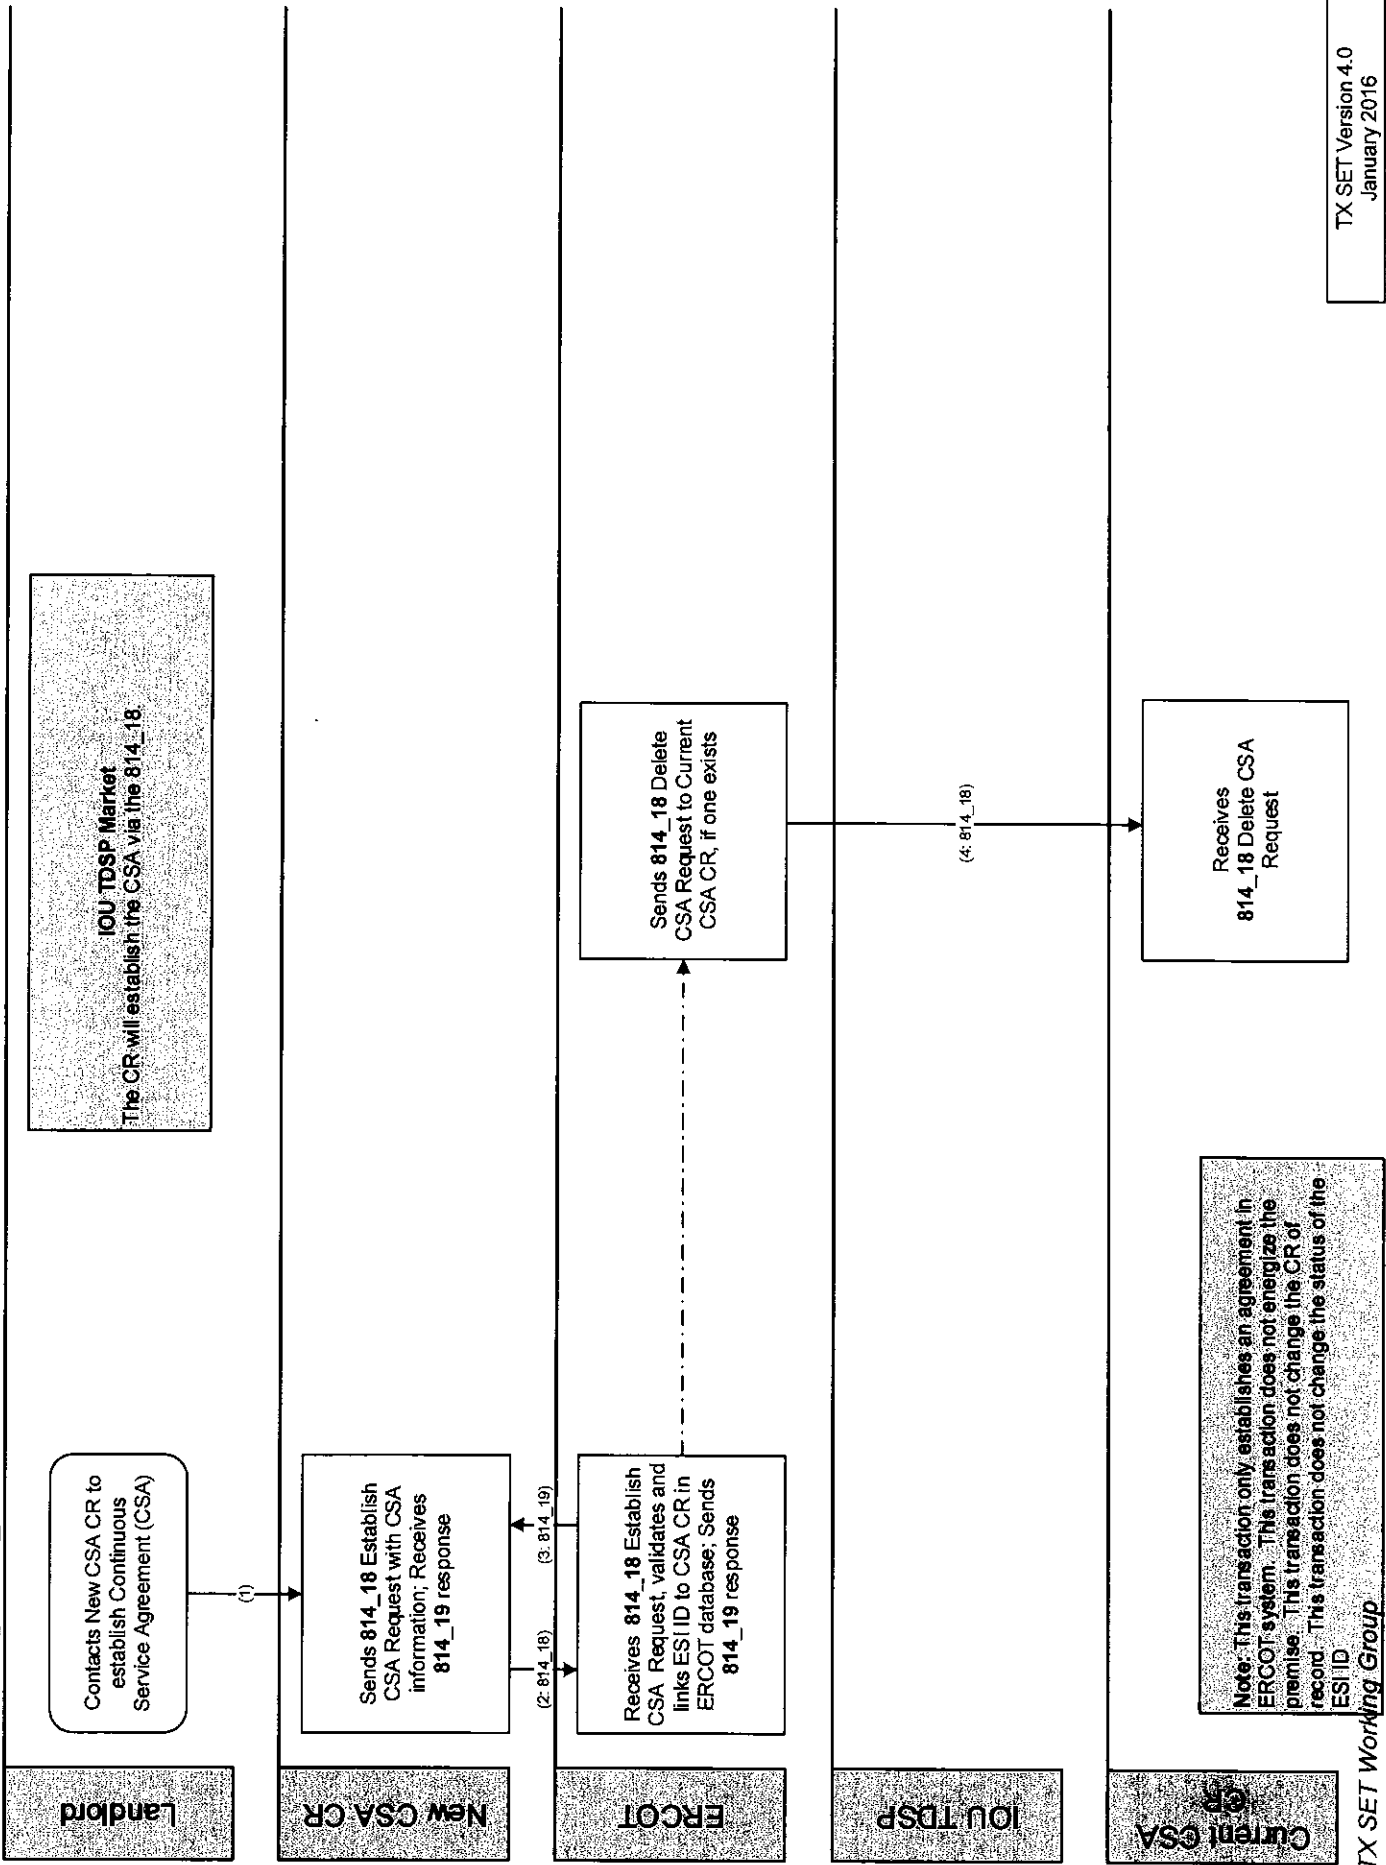 Landlord
Contacts New CSA CR to
establish Continuous
Service Agreement (CSA)
IOU TDSP Market
The CR will establish the CSA via the 814_18.
(1)
New CSA CR
Sends 814_18 Establish
CSA Request with CSA
information; Receives
814_19 response
(2: 814_18)
(3: 814_19)
ERCOT
Receives 814_18 Establish
CSA Request, validates and
links ESI ID to CSA CR in
ERCOT database; Sends
814_19 response
Sends 814_18 Delete
CSA Request to Current
CSA CR, if one exists
IOU TDSP
(4: 814_18)
Current CSA
CR
Receives
814_18 Delete CSA
Request
Note: This transaction only establishes an agreement in
ERCOT system. This transaction does not energize the
premise. This transaction does not change the CR of
record. This transaction does not change the status of the
ESI ID
TX SET Working Group
TX SET Version 4.0
January 2016